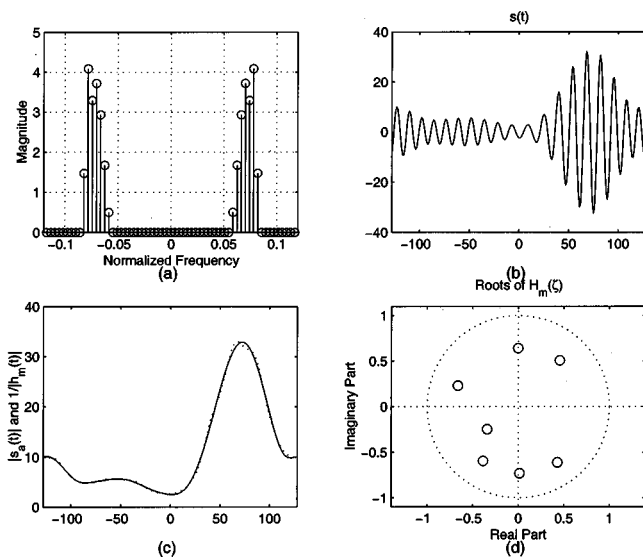 5
4
3
2
1
0
Magnitude
−0.1 −0.05 0 0.05 0.1
Normalized Frequency
(a)
s(t)
40
20
0
−20
−40
−100 −50 0 50 100
(b)
40
30
20
10
0
|s_a(t)| and 1/|h_m(t)|
−100 −50 0 50 100
(c)
Roots of H_m(ζ)
1
0.5
0
−0.5
−1
Imaginary Part
−1 −0.5 0 0.5 1
Real Part
(d)